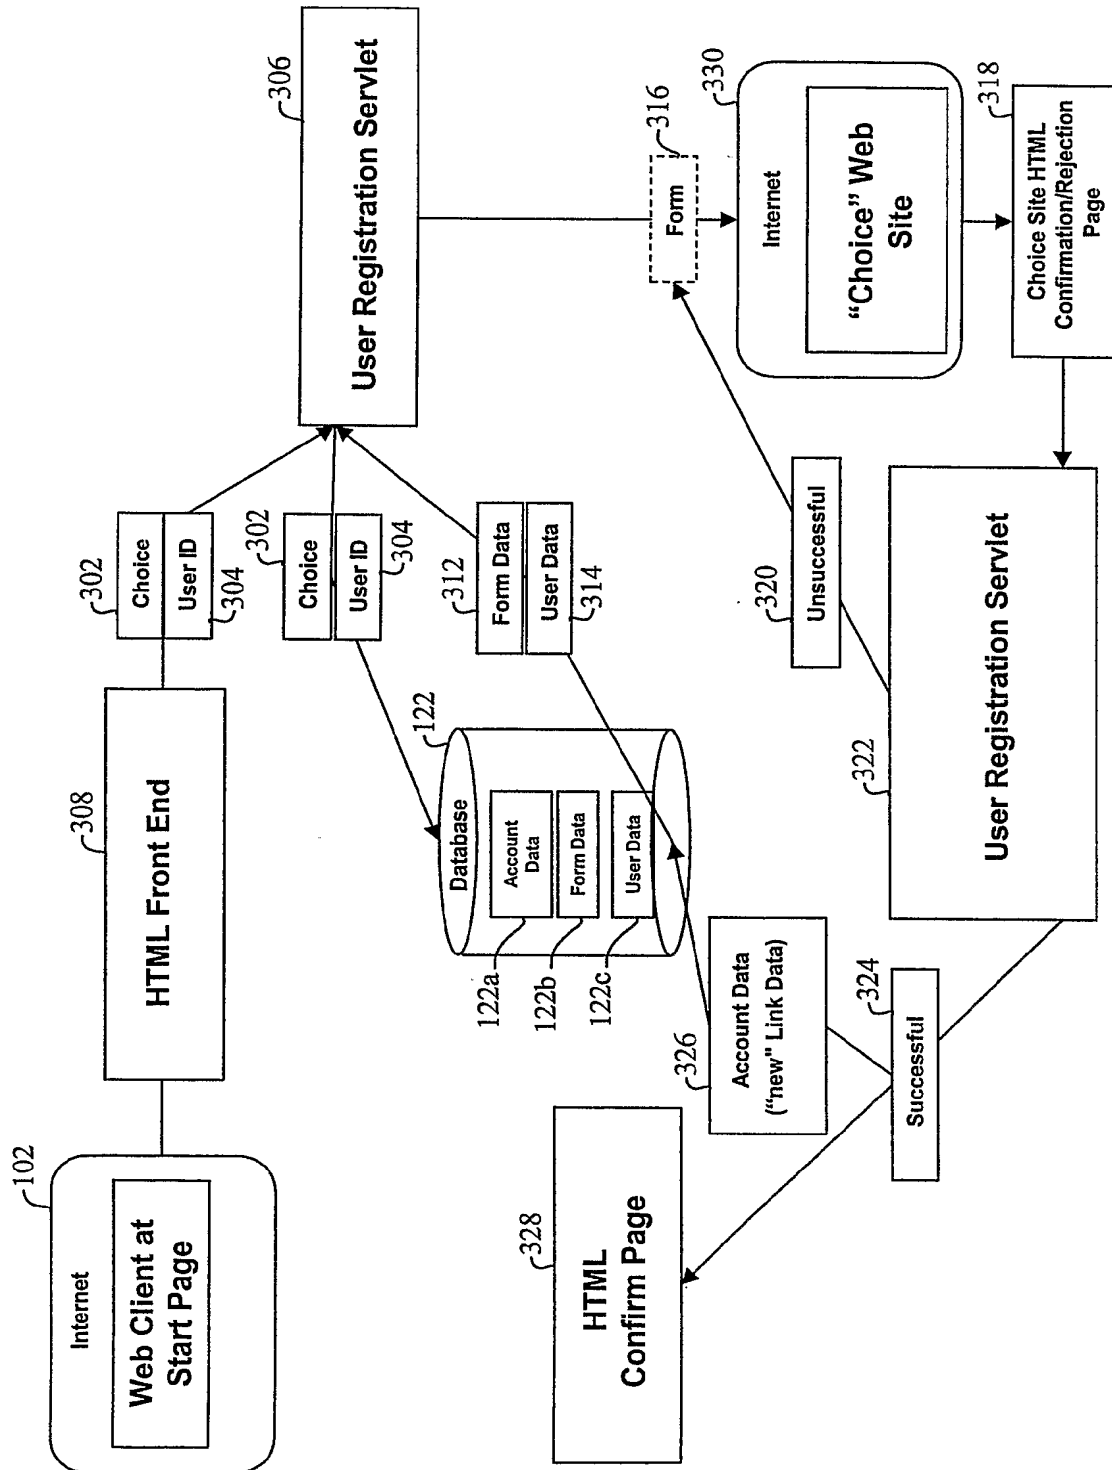 102
Internet
Web Client at
Start Page
308
HTML Front End
302
Choice
User ID
304
306
User Registration Servlet
302
Choice
User ID
304
312
Form Data
User Data
314
122
Database
Account
Data
Form Data
User Data
122a
122b
122c
316
Form
330
Internet
“Choice” Web
Site
318
Choice Site HTML
Confirmation/Rejection
Page
320
Unsuccessful
322
User Registration Servlet
324
Successful
326
Account Data
(“new" Link Data)
328
HTML
Confirm Page